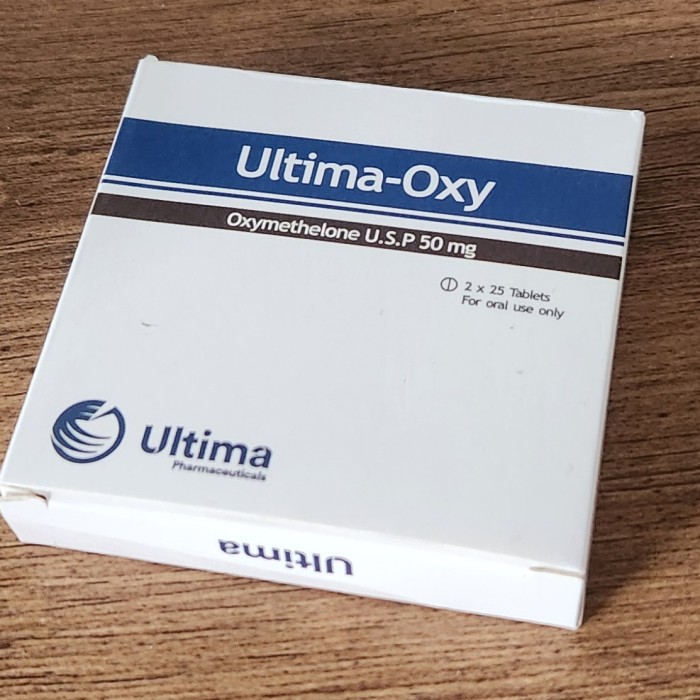 Ultima-Oxy
Oxymethelone U.S.P 50 mg
2 x 25 Tablets
For oral use only
Ultima
Pharmaceuticals
Ultima